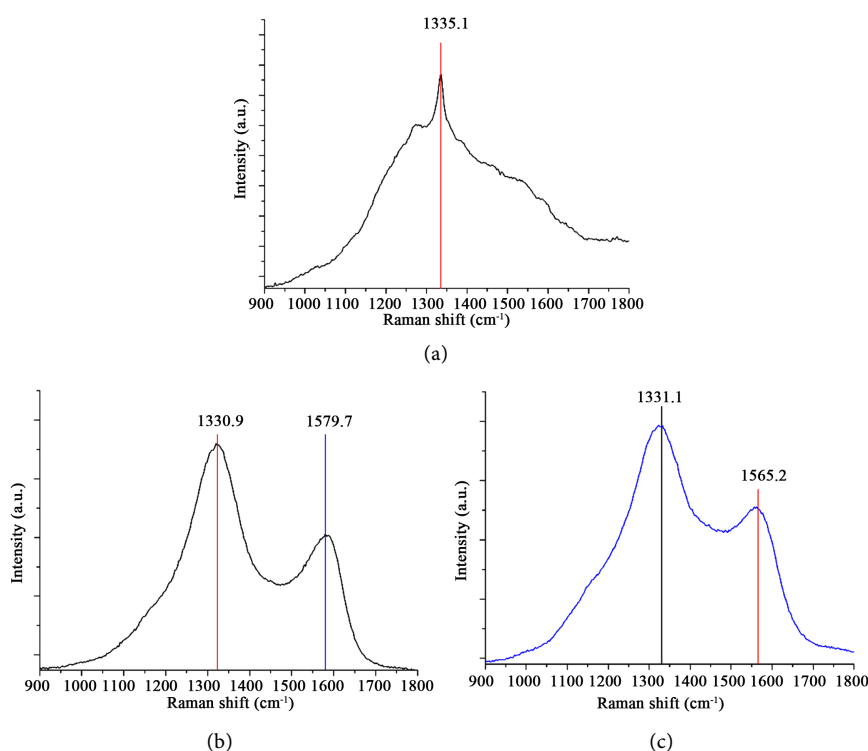 1335.1
Intensity (a.u.)
900 1000 1100 1200 1300 1400 1500 1600 1700 1800
Raman shift (cm⁻¹)
(a)
1330.9 1579.7
Intensity (a.u.)
900 1000 1100 1200 1300 1400 1500 1600 1700 1800
Raman shift (cm⁻¹)
(b)
1331.1
1565.2
Intensity (a.u.)
900 1000 1100 1200 1300 1400 1500 1600 1700 1800
Raman shift (cm⁻¹)
(c)